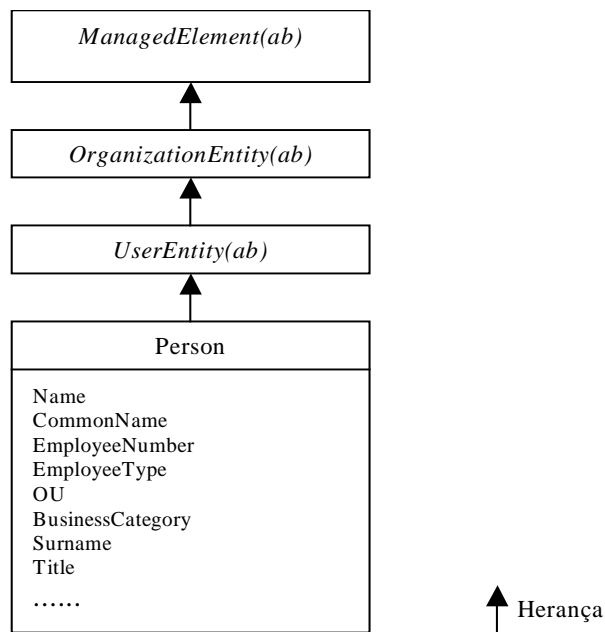 ManagedElement(ab)
OrganizationEntity(ab)
UserEntity(ab)
Person
Name
CommonName
EmployeeNumber
EmployeeType
OU
BusinessCategory
Surname
Title
……
Herança